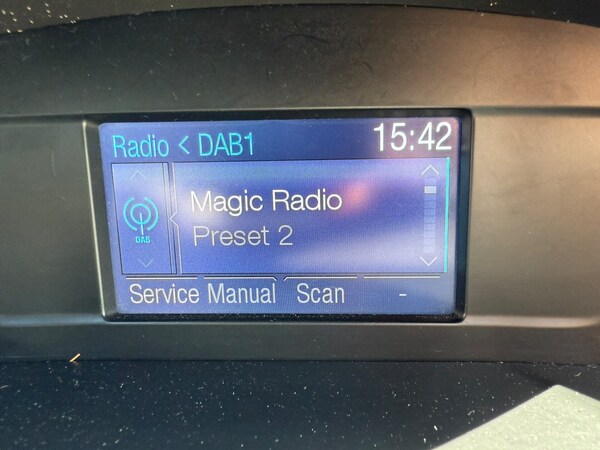 Radio < DAB1 15:42
Magic Radio
DAB
Preset 2
Service Manual Scan -